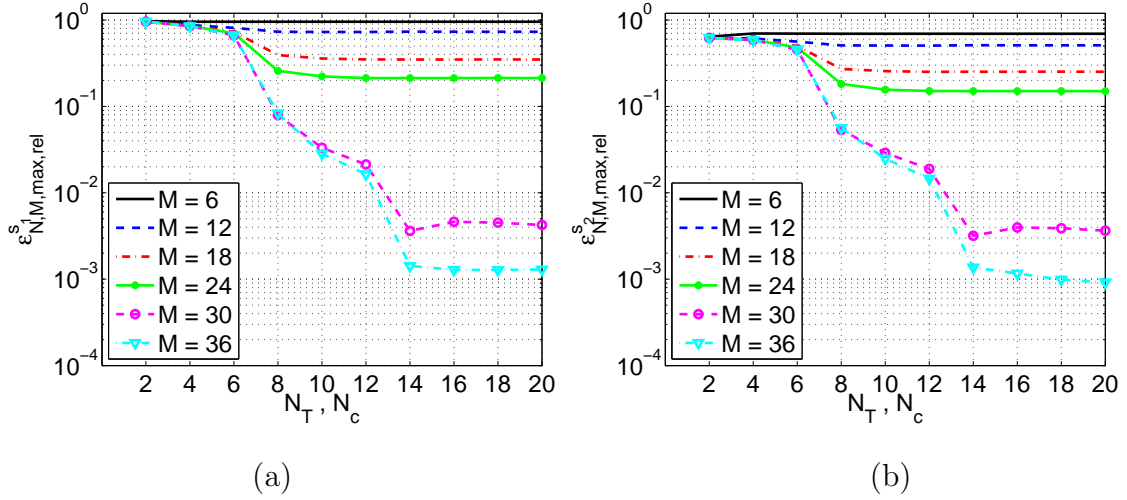 10^0
10^-1
10^-2
10^-3
10^-4
ε^{s_1}_{N,M,max,rel}
M = 6
M = 12
M = 18
M = 24
M = 30
M = 36
2 4 6 8 10 12 14 16 18 20
N_T , N_c
(a)
10^0
10^-1
10^-2
10^-3
10^-4
ε^{s_2}_{N,M,max,rel}
M = 6
M = 12
M = 18
M = 24
M = 30
M = 36
2 4 6 8 10 12 14 16 18 20
N_T , N_c
(b)